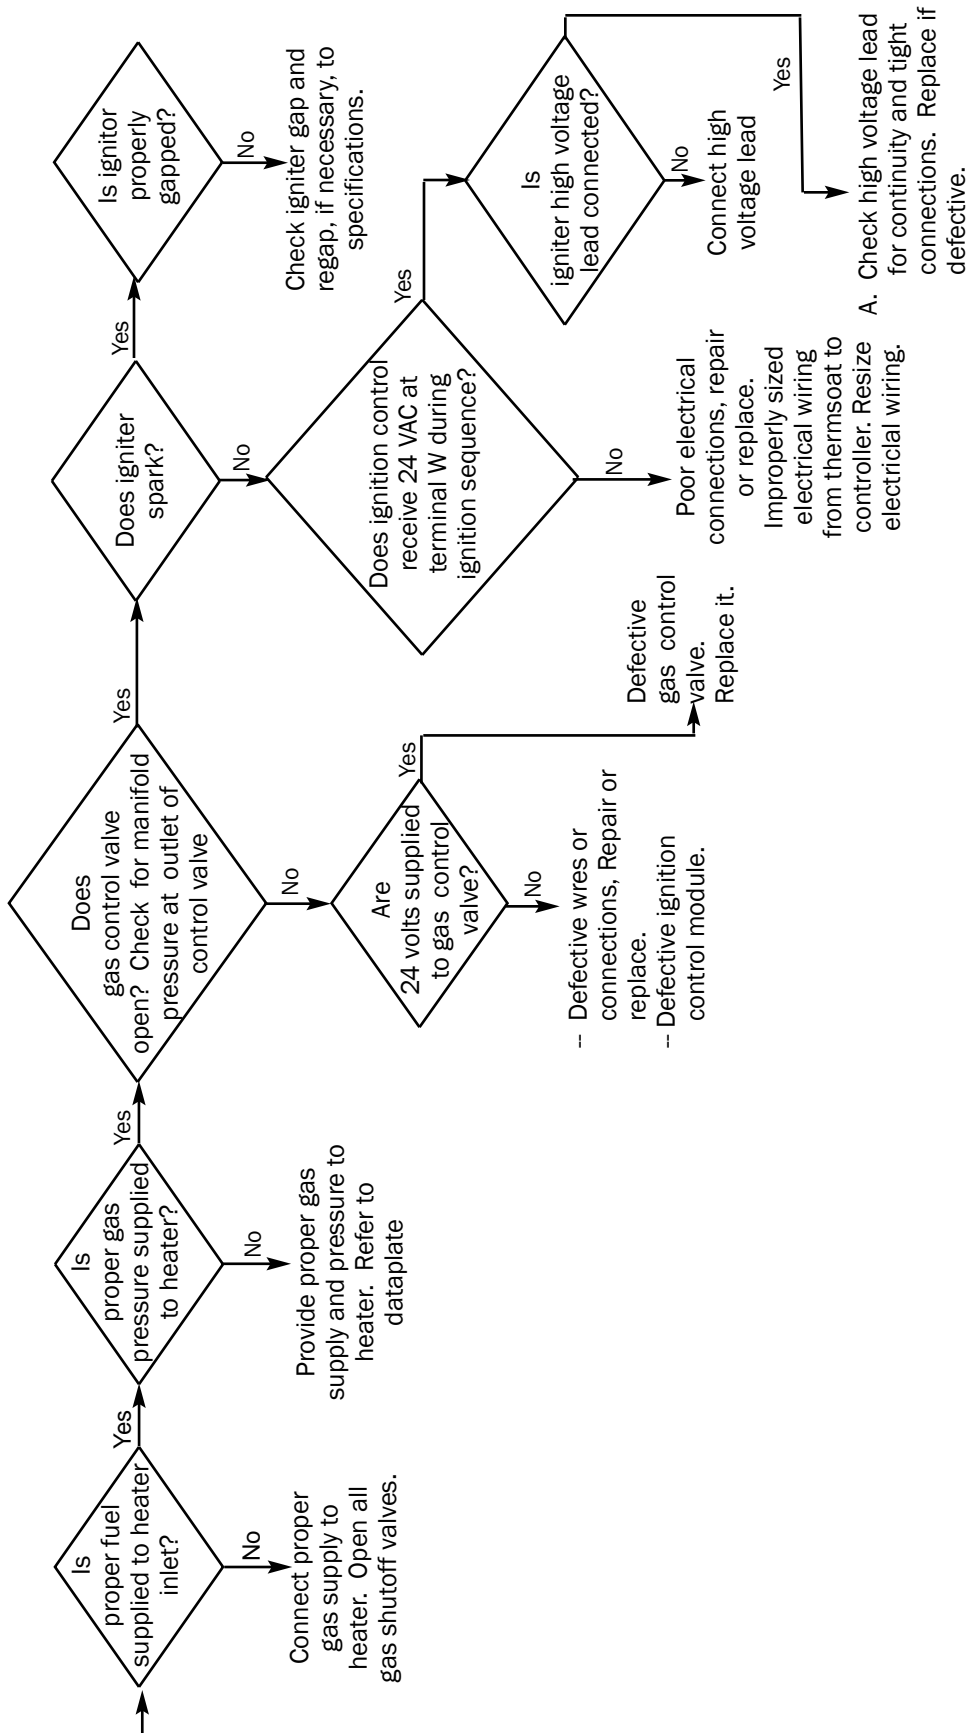 Is
proper fuel
supplied to heater
inlet?
Yes
No
Connect proper
gas supply to
heater. Open all
gas shutoff valves.
Is
proper gas
pressure supplied
to heater?
Yes
No
Provide proper gas
supply and pressure to
heater. Refer to
dataplate
Does
gas control valve
open? Check for manifold
pressure at outlet of
control valve
Yes
No
Are
24 volts supplied
to gas control
valve?
Yes
No
-- Defective wres or
connections, Repair or
replace.
-- Defective ignition
control module.
Defective
gas control
valve.
Replace it.
Does igniter
spark?
Yes
No
Does ignition control
receive 24 VAC at
terminal W during
ignition sequence?
Yes
No
Poor electrical
connections, repair
or replace.
Improperly sized
electrical wiring
from themsoat to
controller. Resize
electriclal wiring.
Is ignitor
properly
gapped?
No
Check igniter gap and
regap, if necessary, to
specifications.
Is
igniter high voltage
lead connected?
No
Connect high
voltage lead
Yes
A. Check high voltage lead
for continuity and tight
connections. Replace if
defective.